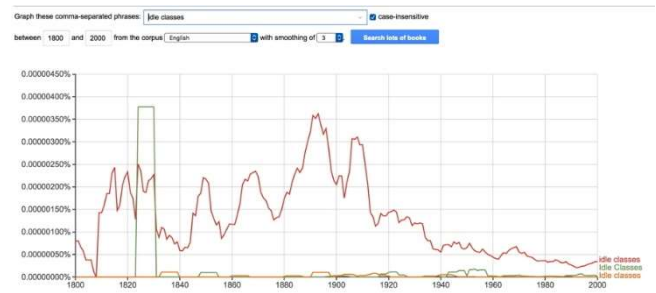 Graph these comma-separated phrases: idle classes case-insensitive
between 1800 and 2000 from the corpus English with smoothing of 3 . Search lots of books
0.00000450%
0.00000400%
0.00000350%
0.00000300%
0.00000250%
0.00000200%
0.00000150%
0.00000100%
0.00000050%
0.00000000%
idle classes
Idle Classes
Idle classes
1800 1820 1840 1860 1880 1900 1920 1940 1960 1980 2000